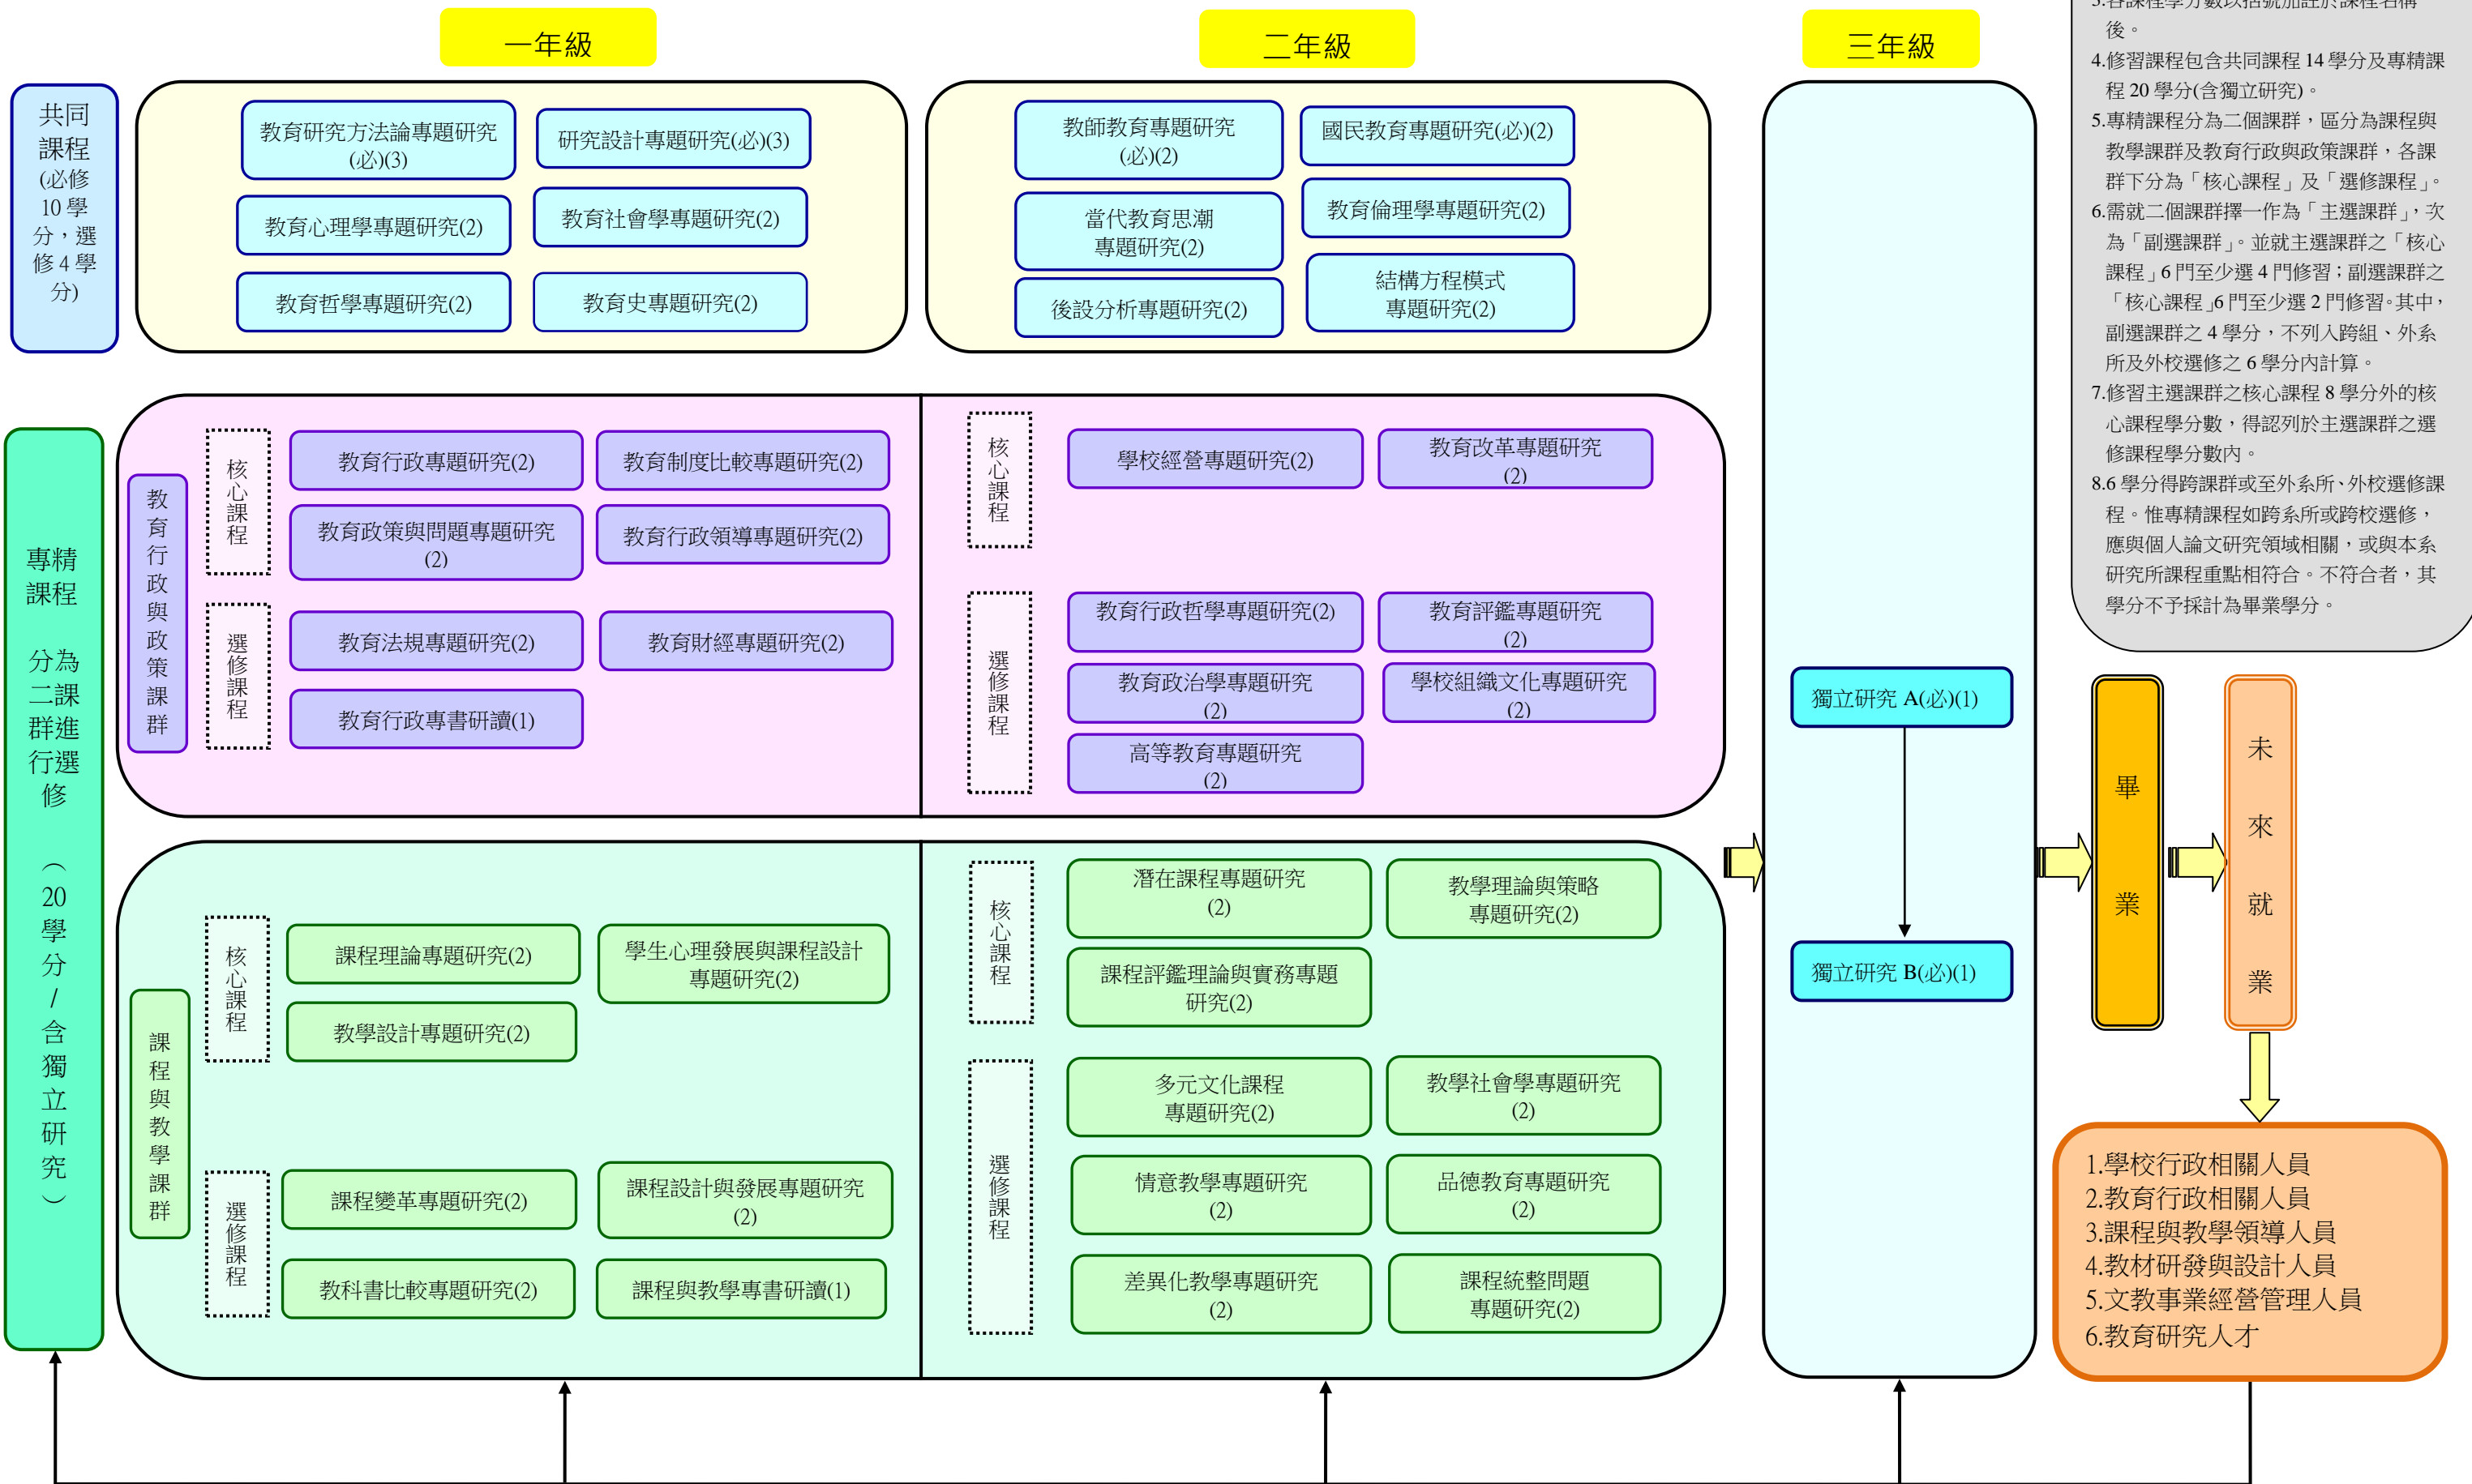 一年級
二年級
三年級
共同
課程
(必修
10 學
分，選
修 4 學
分)
教育研究方法論專題研究
(必)(3)
研究設計專題研究(必)(3)
教育心理學專題研究(2)
教育社會學專題研究(2)
教育哲學專題研究(2)
教育史專題研究(2)
教師教育專題研究
(必)(2)
國民教育專題研究(必)(2)
當代教育思潮
專題研究(2)
教育倫理學專題研究(2)
後設分析專題研究(2)
結構方程模式
專題研究(2)
專精
課程
分為
二課
群進
行選
修
（20 學分/含獨立研究）
教育行政與政策課群
核心課程
教育行政專題研究(2)
教育制度比較專題研究(2)
教育政策與問題專題研究
(2)
教育行政領導專題研究(2)
選修課程
教育法規專題研究(2)
教育財經專題研究(2)
教育行政專書研讀(1)
核心課程
學校經營專題研究(2)
教育改革專題研究
(2)
選修課程
教育行政哲學專題研究(2)
教育評鑑專題研究
(2)
教育政治學專題研究
(2)
學校組織文化專題研究
(2)
高等教育專題研究
(2)
課程與教學課群
核心課程
課程理論專題研究(2)
學生心理發展與課程設計
專題研究(2)
教學設計專題研究(2)
選修課程
課程變革專題研究(2)
課程設計與發展專題研究
(2)
教科書比較專題研究(2)
課程與教學專書研讀(1)
核心課程
潛在課程專題研究
(2)
教學理論與策略
專題研究(2)
課程評鑑理論與實務專題
研究(2)
選修課程
多元文化課程
專題研究(2)
教學社會學專題研究
(2)
情意教學專題研究
(2)
品德教育專題研究
(2)
差異化教學專題研究
(2)
課程統整問題
專題研究(2)
獨立研究 A(必)(1)
獨立研究 B(必)(1)
3.各課程學分數以括號加註於課程名稱
後。
4.修習課程包含共同課程 14 學分及專精課
程 20 學分(含獨立研究)。
5.專精課程分為二個課群，區分為課程與
教學課群及教育行政與政策課群，各課
群下分為「核心課程」及「選修課程」。
6.需就二個課群擇一作為「主選課群」，次
為「副選課群」。並就主選課群之「核心
課程」6 門至少選 4 門修習；副選課群之
「核心課程」6 門至少選 2 門修習。其中，
副選課群之 4 學分，不列入跨組、外系
所及外校選修之 6 學分內計算。
7.修習主選課群之核心課程 8 學分外的核
心課程學分數，得認列於主選課群之選
修課程學分數內。
8.6 學分得跨課群或至外系所、外校選修課
程。惟專精課程如跨系所或跨校選修，
應與個人論文研究領域相關，或與本系
研究所課程重點相符合。不符合者，其
學分不予採計為畢業學分。
畢業
未來就業
1.學校行政相關人員
2.教育行政相關人員
3.課程與教學領導人員
4.教材研發與設計人員
5.文教事業經營管理人員
6.教育研究人才